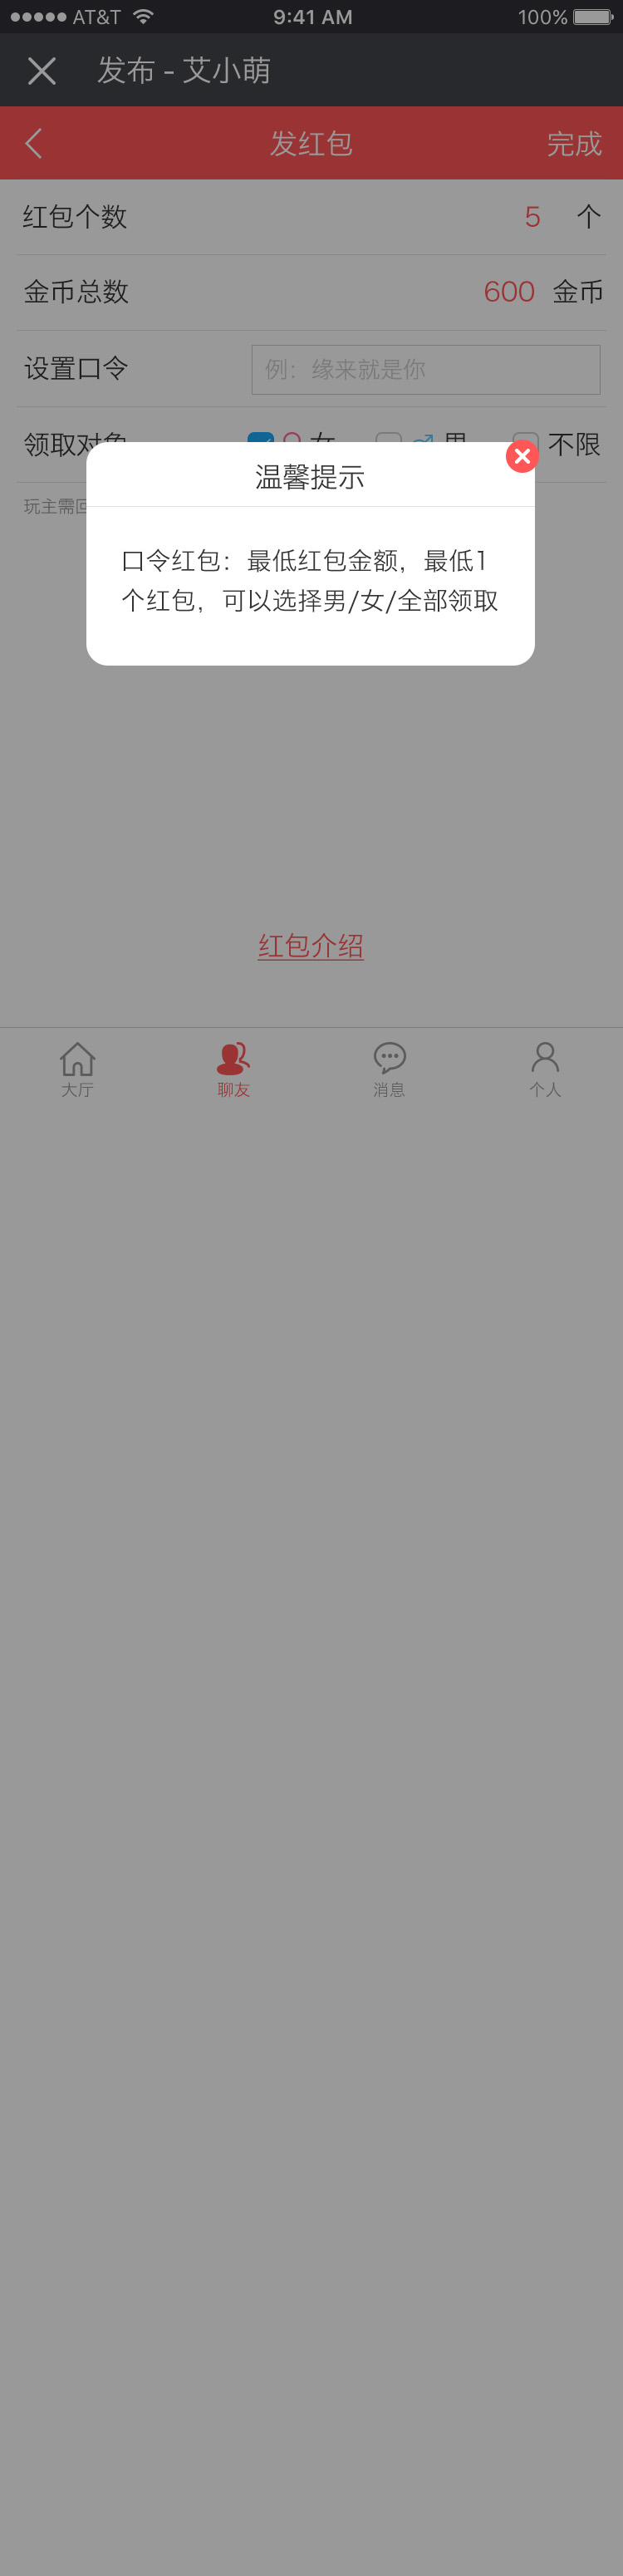 AT&T 9:41 AM 100%
发布 - 艾小萌
发红包 完成
红包个数 5 个
金币总数 600 金币
设置口令 例：缘来就是你
领取对象 女 男 不限
玩主需回
温馨提示
口令红包：最低红包金额，最低1
个红包，可以选择男/女/全部领取
红包介绍
大厅 聊友 消息 个人